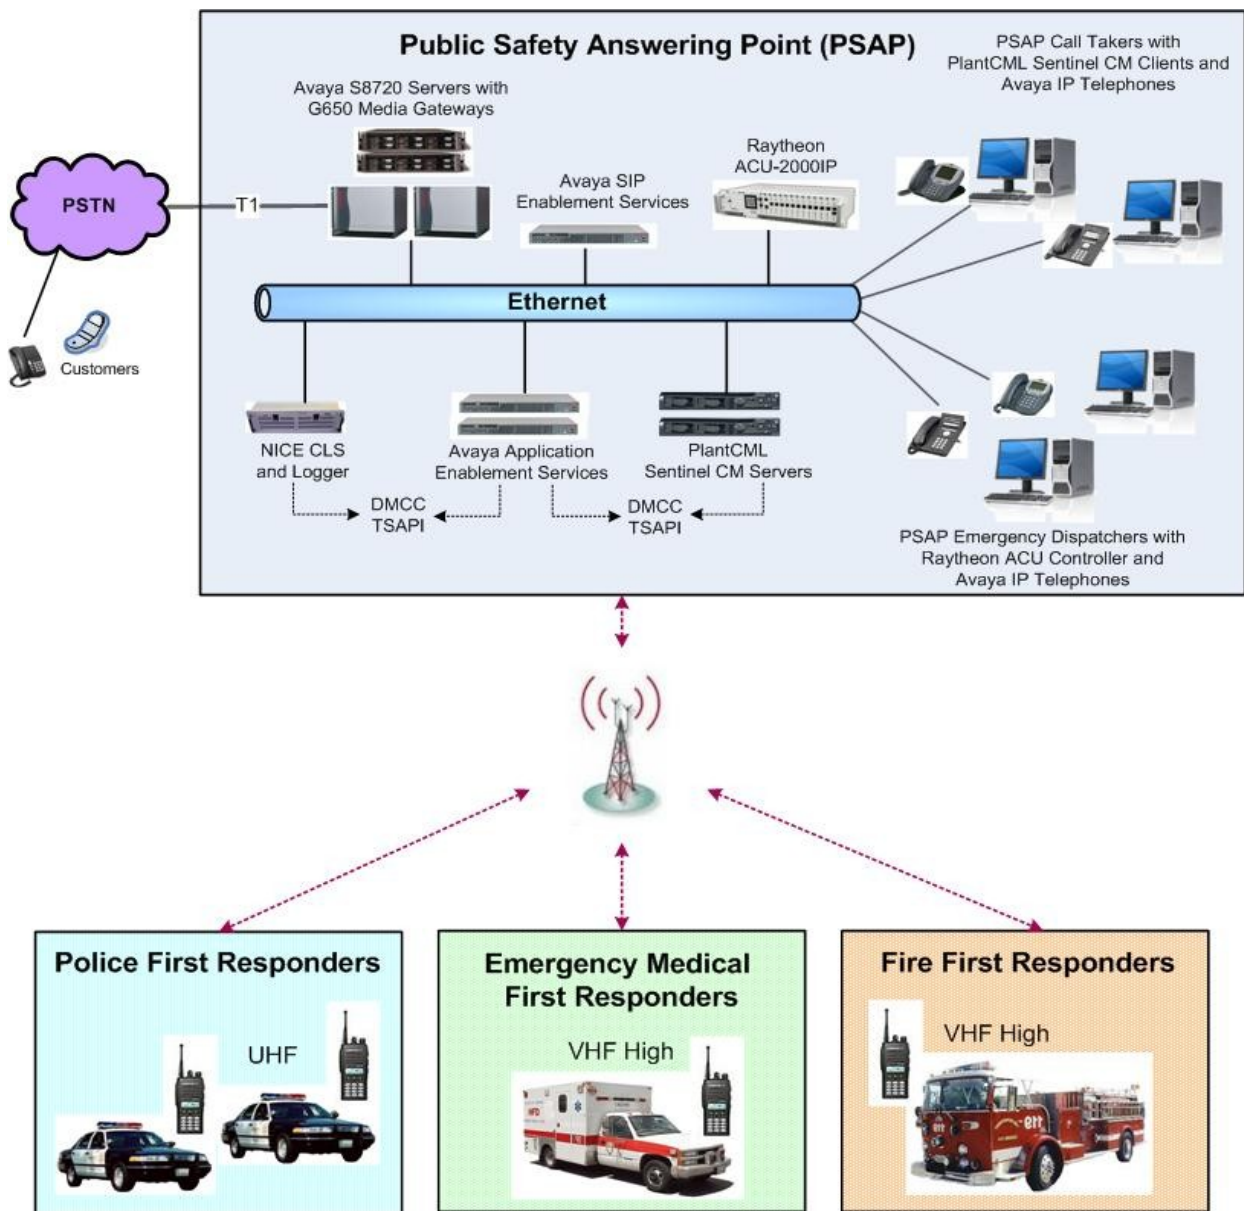 Public Safety Answering Point (PSAP)
PSAP Call Takers with
PlantCML Sentinel CM Clients and
Avaya IP Telephones
Avaya S8720 Servers with
G650 Media Gateways
Raytheon
ACU-2000IP
Avaya SIP
Enablement Services
PSTN
T1
Ethernet
Customers
NICE CLS
and Logger
Avaya Application
Enablement Services
PlantCML
Sentinel CM Servers
DMCC
TSAPI
DMCC
TSAPI
PSAP Emergency Dispatchers with
Raytheon ACU Controller and
Avaya IP Telephones
Police First Responders
UHF
Emergency Medical
First Responders
VHF High
Fire First Responders
VHF High